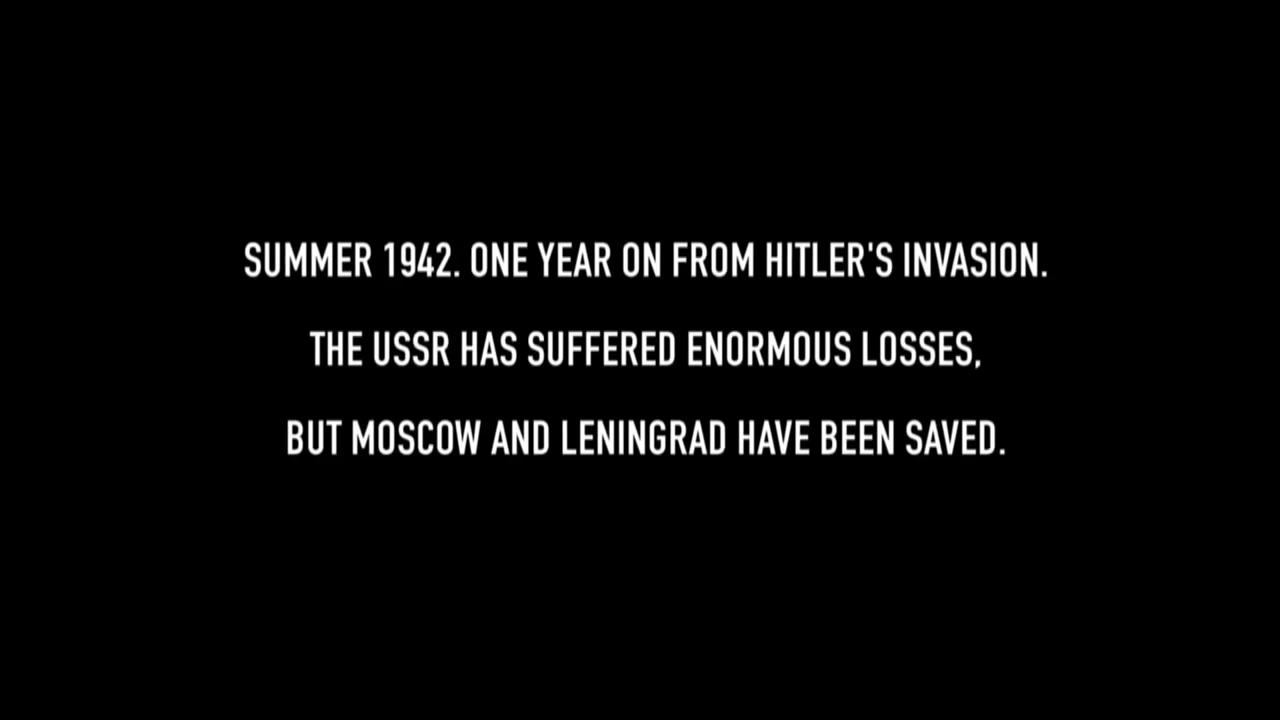 SUMMER 1942. ONE YEAR ON FROM HITLER'S INVASION.
THE USSR HAS SUFFERED ENORMOUS LOSSES,
BUT MOSCOW AND LENINGRAD HAVE BEEN SAVED.